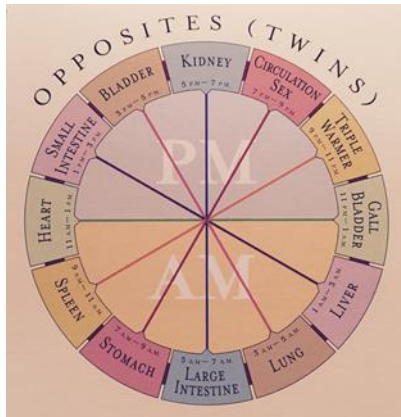 OPPOSITES (TWINS)
KIDNEY
5 PM–7 PM
CIRCULATION
SEX
7 PM–9 PM
TRIPLE
WARMER
9 PM–11 PM
GALL
BLADDER
11 PM–1 AM
LIVER
1 AM–3 AM
LUNG
3 AM–5 AM
LARGE
INTESTINE
5 AM–7 AM
STOMACH
7 AM–9 AM
SPLEEN
9 AM–11 AM
HEART
11 AM–1 PM
SMALL
INTESTINE
1 PM–3 PM
BLADDER
3 PM–5 PM
PM
AM